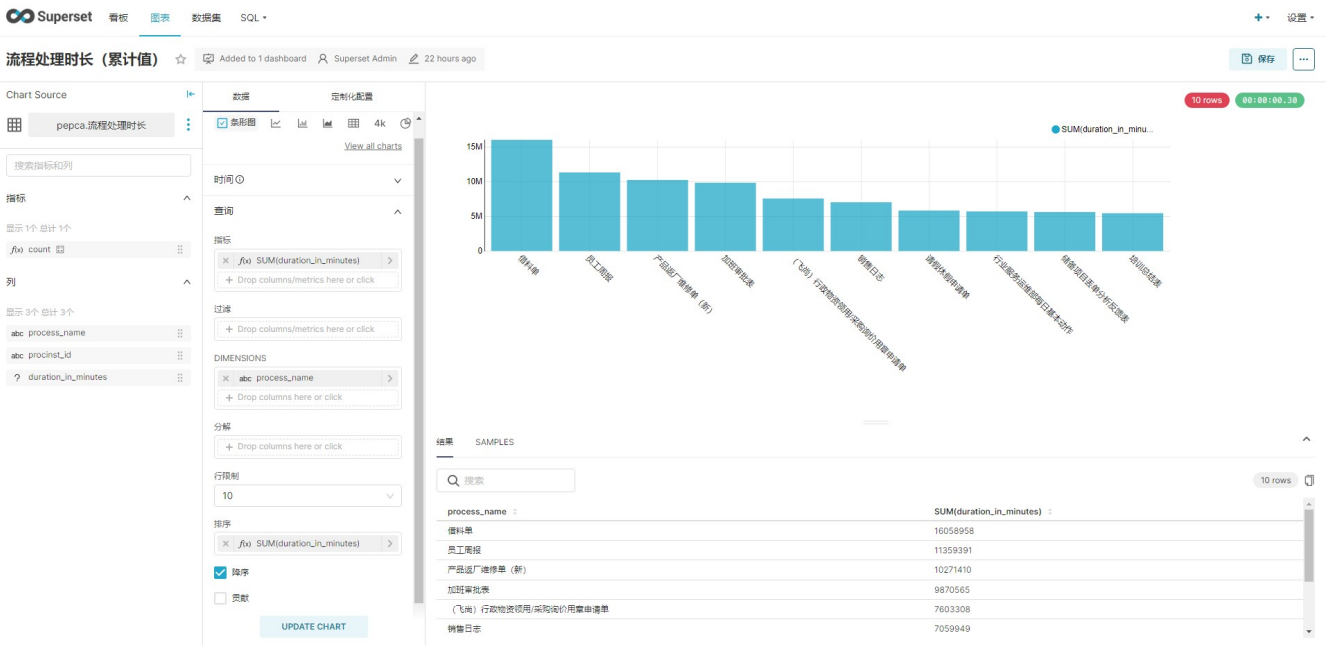 Superset 看板 图表 数据集 SQL 设置
流程处理时长（累计值） Added to 1 dashboard Superset Admin 22 hours ago 保存 ...
Chart Source
pepca.流程处理时长
搜索指标和列
指标
显示 1个 总计 1个
f(x) count
列
显示 3个 总计 3个
abc process_name
abc procinst_id
? duration_in_minutes
数据 定制化配置
条形图 4k
View all charts
时间
查询
指标
f(x) SUM(duration_in_minutes)
+ Drop columns/metrics here or click
过滤
+ Drop columns/metrics here or click
DIMENSIONS
abc process_name
+ Drop columns here or click
分解
+ Drop columns here or click
行限制
10
排序
f(x) SUM(duration_in_minutes)
降序
贡献
UPDATE CHART
10 rows 00:00:00.30
SUM(duration_in_minu...
15M
10M
5M
0
借料单
员工周报
产品返厂维修单（新）
加班审批表
（飞尚）行政物资领用/采购询价用章申请单
销售日志
请假休假申请单
行业服务运维部每日基本动作
储备项目表单分析反馈表
培训总结表
结果 SAMPLES
搜索 10 rows
process_name SUM(duration_in_minutes)
借料单 16058958
员工周报 11359391
产品返厂维修单（新） 10271410
加班审批表 9870565
（飞尚）行政物资领用/采购询价用章申请单 7603308
销售日志 7059949